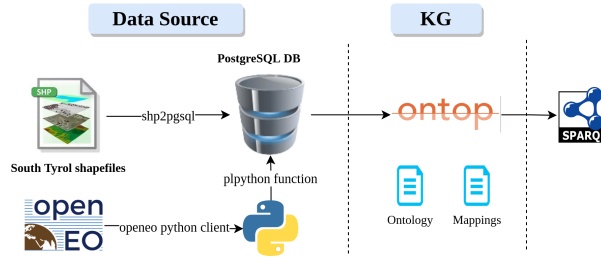 Data Source
KG
PostgreSQL DB
SHP
shp2pgsql
ontop
SPARQ
South Tyrol shapefiles
plpython function
open
EO
openeo python client
Ontology
Mappings